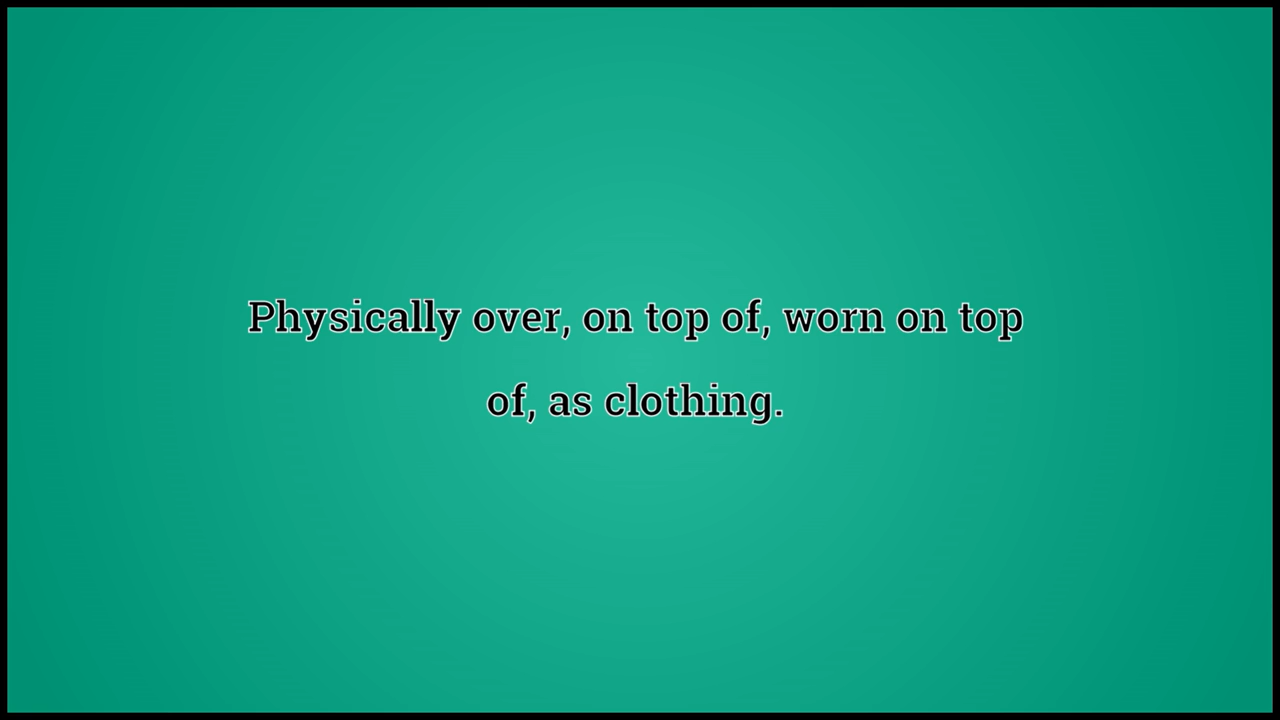 Physically over, on top of, worn on top
of, as clothing.